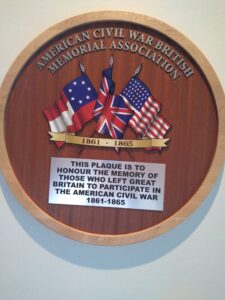 AMERICAN CIVIL WAR BRITISH
MEMORIAL ASSOCIATION
1861 - 1865
THIS PLAQUE IS TO
HONOUR THE MEMORY OF
THOSE WHO LEFT GREAT
BRITAIN TO PARTICIPATE IN
THE AMERICAN CIVIL WAR
1861-1865